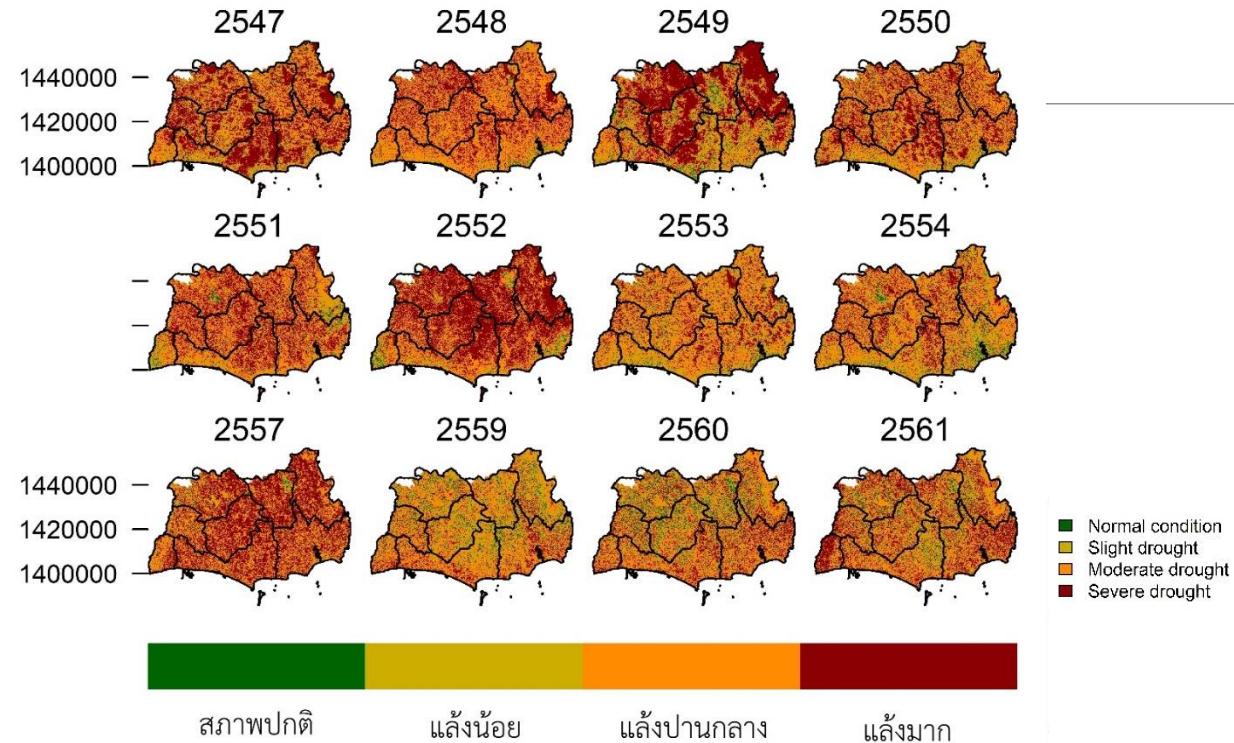 2547 2548 2549 2550
1440000
1420000
1400000
2551 2552 2553 2554
2557 2559 2560 2561
1440000
1420000
1400000
Normal condition
Slight drought
Moderate drought
Severe drought
สภาพปกติ แล้งน้อย แล้งปานกลาง แล้งมาก